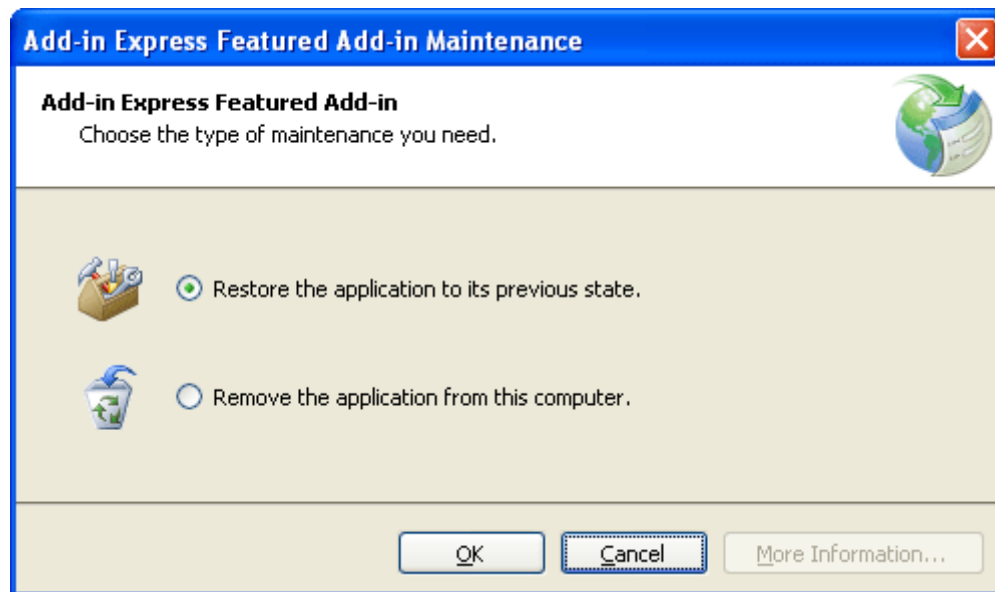 Add-in Express Featured Add-in Maintenance
Add-in Express Featured Add-in
Choose the type of maintenance you need.
Restore the application to its previous state.
Remove the application from this computer.
OK Cancel More Information...